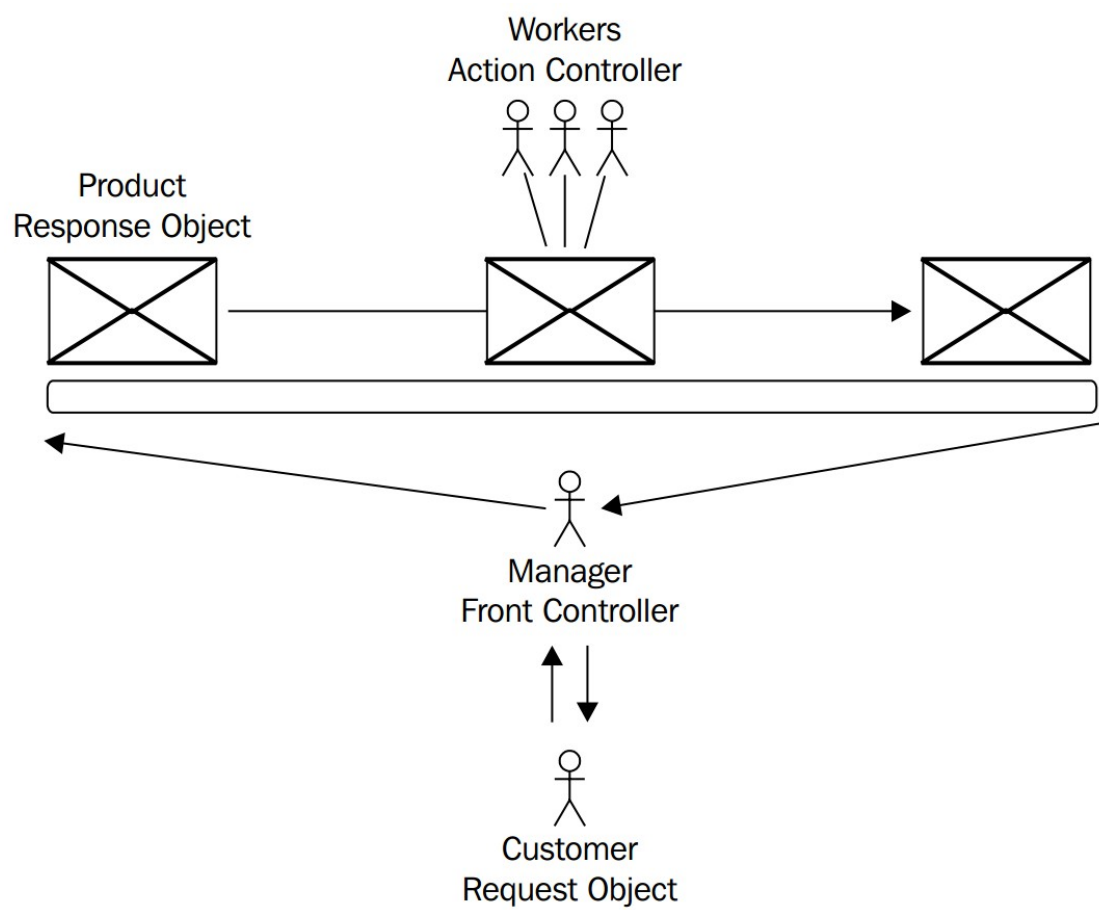 Workers
Action Controller
Product
Response Object
Manager
Front Controller
Customer
Request Object